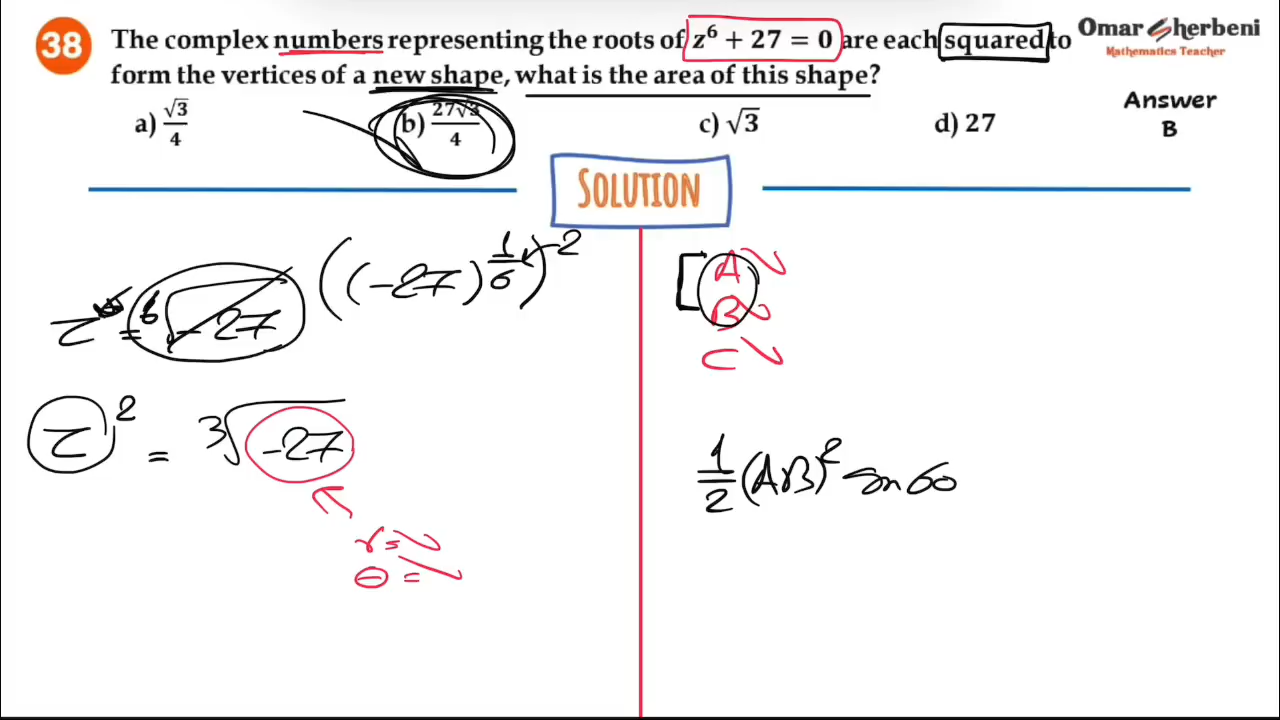 38
The complex numbers representing the roots of z⁶ + 27 = 0 are each squared to
form the vertices of a new shape, what is the area of this shape?
a) √3/4 b) 27√3/4 c) √3 d) 27
Omar Sherbeni
Mathematics Teacher
Answer
B
SOLUTION
z⁶ = ⁶√-27 ((-27)^(1/6))^2
z² = ³√-27
r =
θ =
A
B
C
1/2 (AB)² sin 60